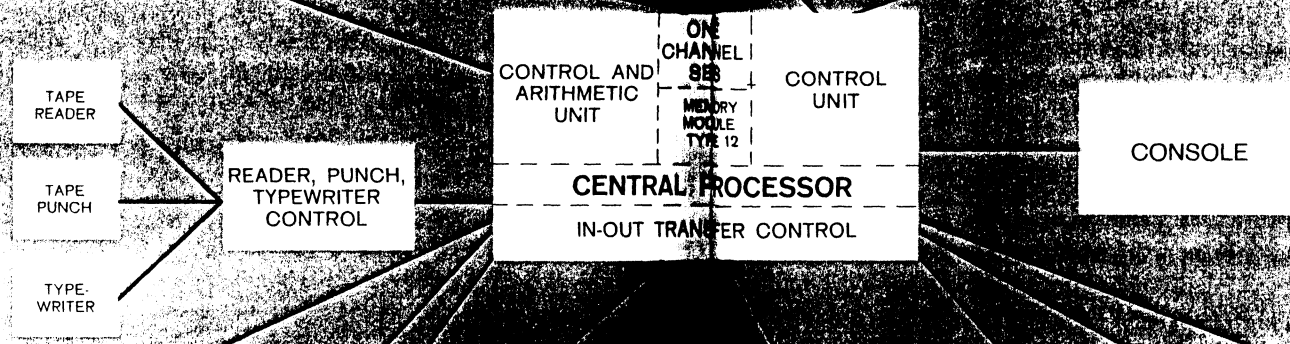 TAPE
READER
TAPE
PUNCH
TYPE-
WRITER
READER, PUNCH,
TYPEWRITER
CONTROL
CONTROL AND
ARITHMETIC
UNIT
CHANNEL
MEMORY
MODULE
TYPE 12
CONTROL
UNIT
CENTRAL PROCESSOR
IN-OUT TRANSFER CONTROL
CONSOLE